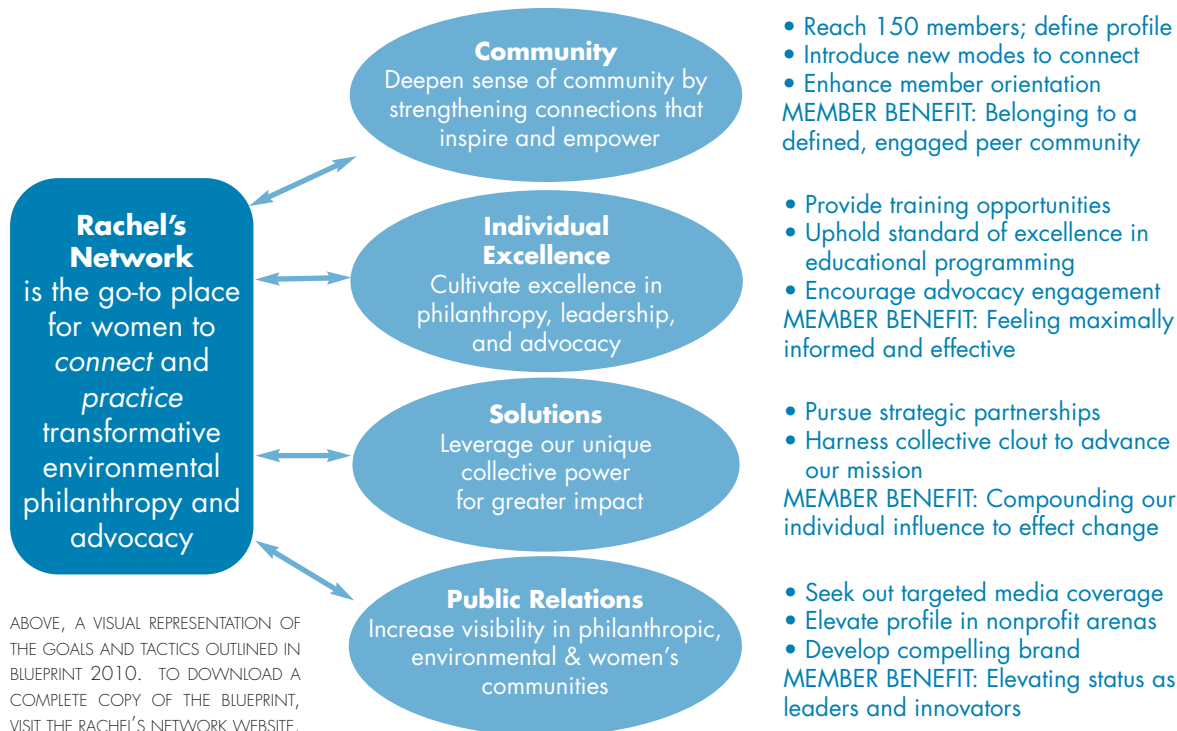 Community
Deepen sense of community by
strengthening connections that
inspire and empower
• Reach 150 members; define profile
• Introduce new modes to connect
• Enhance member orientation
MEMBER BENEFIT: Belonging to a
defined, engaged peer community
Rachel’s
Network
is the go-to place
for women to
connect and
practice
transformative
environmental
philanthropy and
advocacy
Individual
Excellence
Cultivate excellence in
philanthropy, leadership,
and advocacy
• Provide training opportunities
• Uphold standard of excellence in
educational programming
• Encourage advocacy engagement
MEMBER BENEFIT: Feeling maximally
informed and effective
Solutions
Leverage our unique
collective power
for greater impact
• Pursue strategic partnerships
• Harness collective clout to advance
our mission
MEMBER BENEFIT: Compounding our
individual influence to effect change
Public Relations
Increase visibility in philanthropic,
environmental & women’s
communities
• Seek out targeted media coverage
• Elevate profile in nonprofit arenas
• Develop compelling brand
MEMBER BENEFIT: Elevating status as
leaders and innovators
ABOVE, A VISUAL REPRESENTATION OF
THE GOALS AND TACTICS OUTLINED IN
BLUEPRINT 2010. TO DOWNLOAD A
COMPLETE COPY OF THE BLUEPRINT,
VISIT THE RACHEL’S NETWORK WEBSITE.